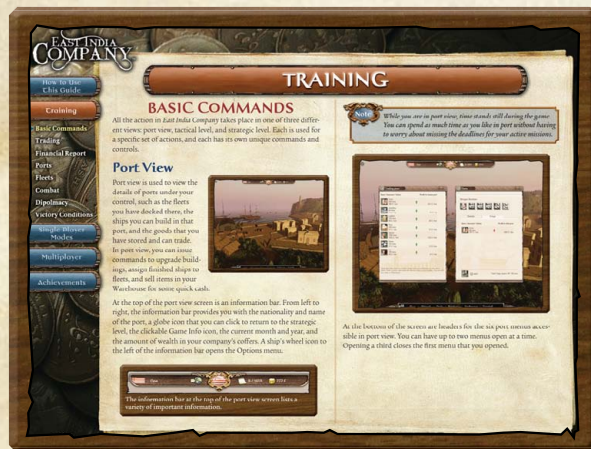 EAST INDIA
COMPANY
How to Use
This Guide
Training
Basic Commands
Trading
Financial Report
Ports
Fleets
Combat
Dipolmacy
Victory Conditions
Single Player
Modes
Multiplayer
Achievements
TRAINING
BASIC COMMANDS
All the action in East India Company takes place in one of three differ-
ent views: port view, tactical level, and strategic level. Each is used for
a specific set of actions, and each has its own unique commands and
controls.
Port View
Port view is used to view the
details of ports under your
control, such as the fleets
you have docked there, the
ships you can build in that
port, and the goods that you
have stored and can trade.
In port view, you can issue
commands to upgrade build-
ings, assign finished ships to
fleets, and sell items in your
Warehouse for some quick cash.
At the top of the port view screen is an information bar. From left to
right, the information bar provides you with the nationality and name
of the port, a globe icon that you can click to return to the strategic
level, the clickable Game Info icon, the current month and year, and
the amount of wealth in your company's coffers. A ship's wheel icon to
the left of the information bar opens the Options menu.
The information bar at the top of the port view screen lists a
variety of important information.
Note
While you are in port view, time stands still during the game
You can spend as much time as you like in port without having
to worry about missing the deadlines for your active missions.
At the bottom of the screen are headers for the six port menus acces-
sible in port view. You can have up to two menus open at a time.
Opening a third closes the first menu that you opened.